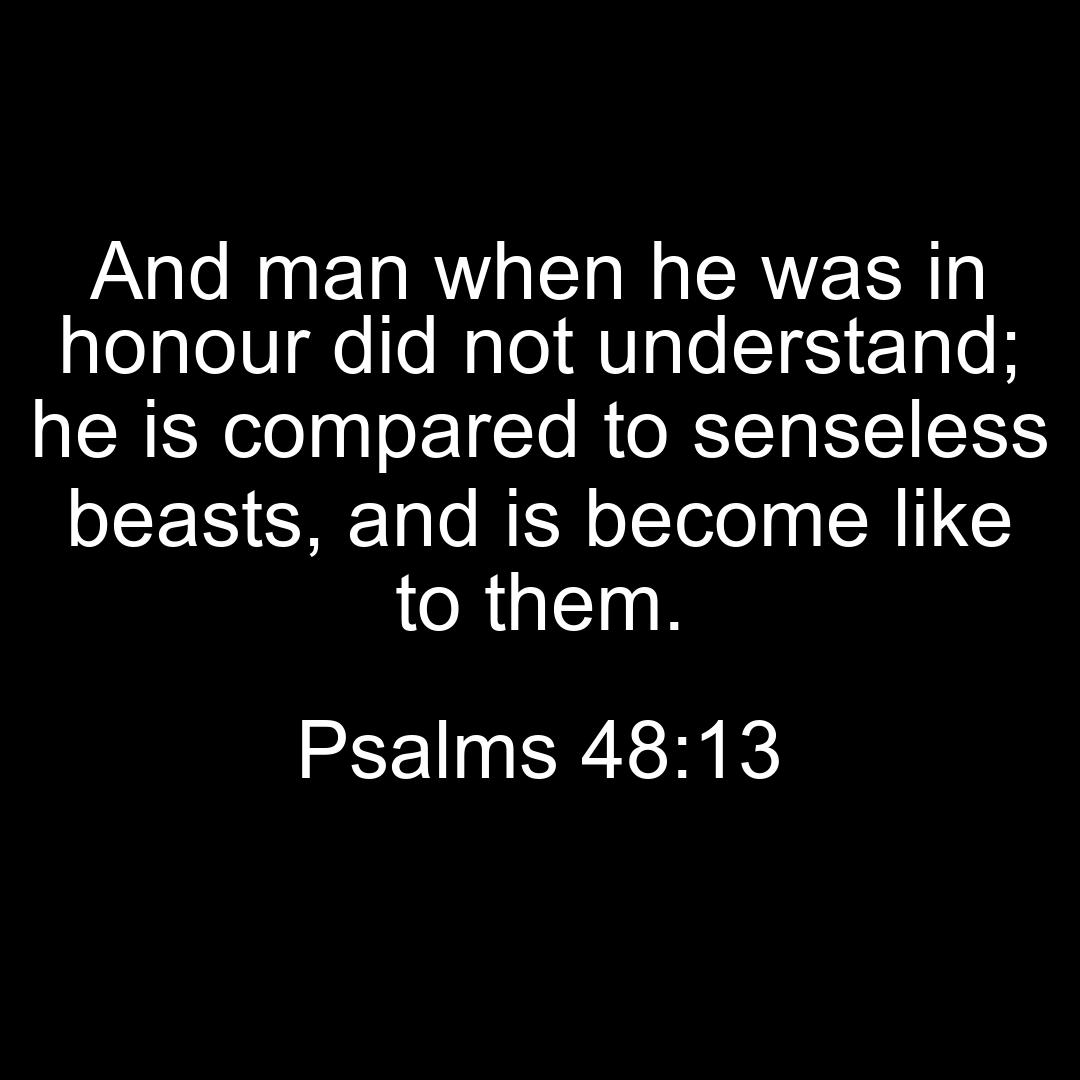 And man when he was in
honour did not understand;
he is compared to senseless
beasts, and is become like
to them.
Psalms 48:13